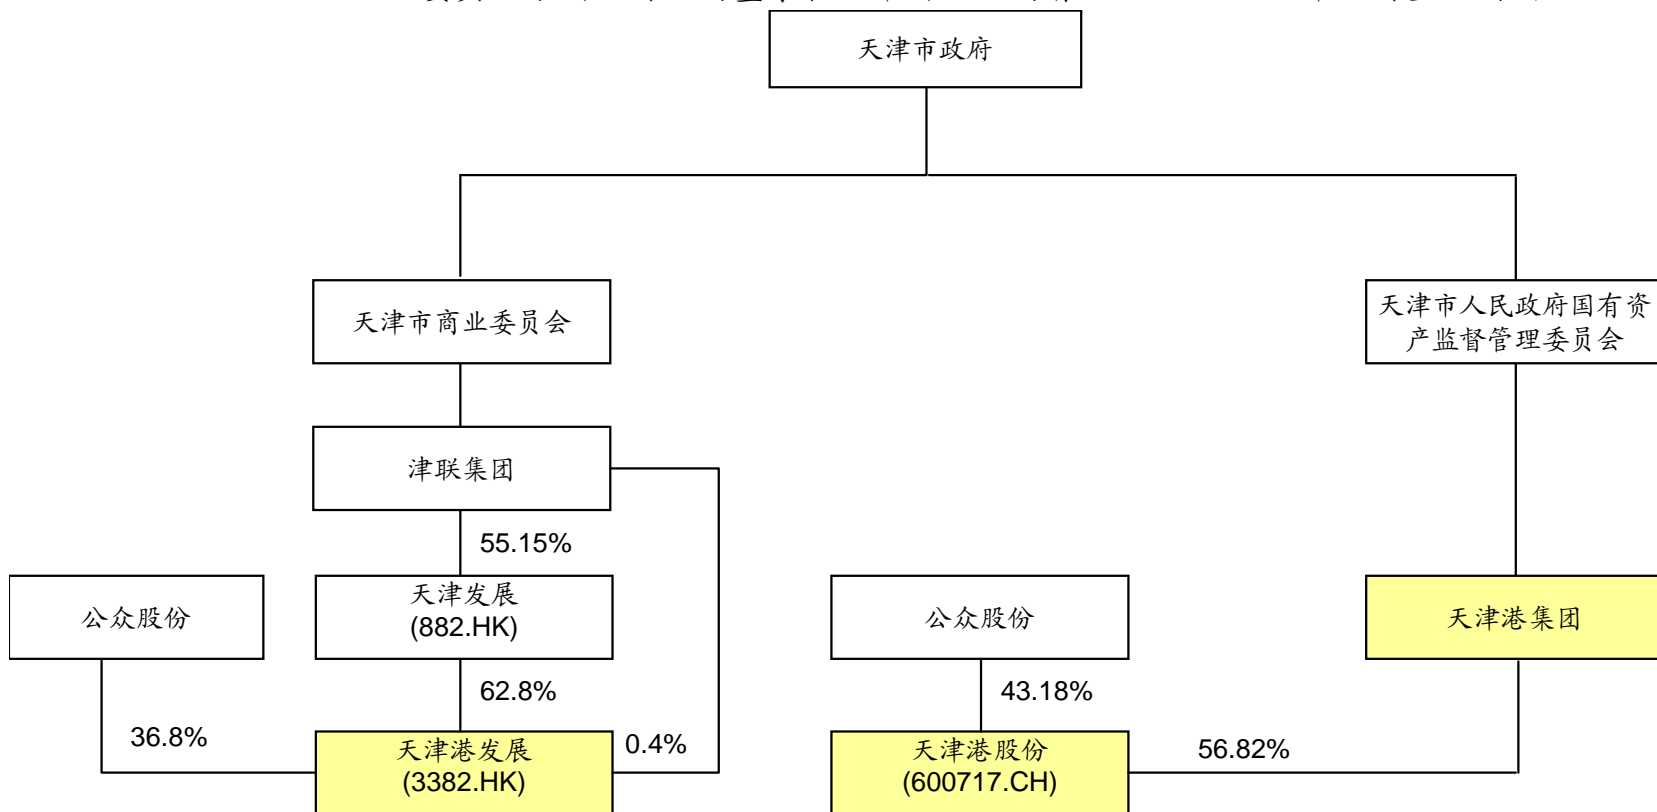 天津市政府
天津市商业委员会
天津市人民政府国有资
产监督管理委员会
津联集团
55.15%
公众股份
天津发展
(882.HK)
公众股份
天津港集团
62.8%
43.18%
36.8%
天津港发展
(3382.HK)
0.4%
天津港股份
(600717.CH)
56.82%